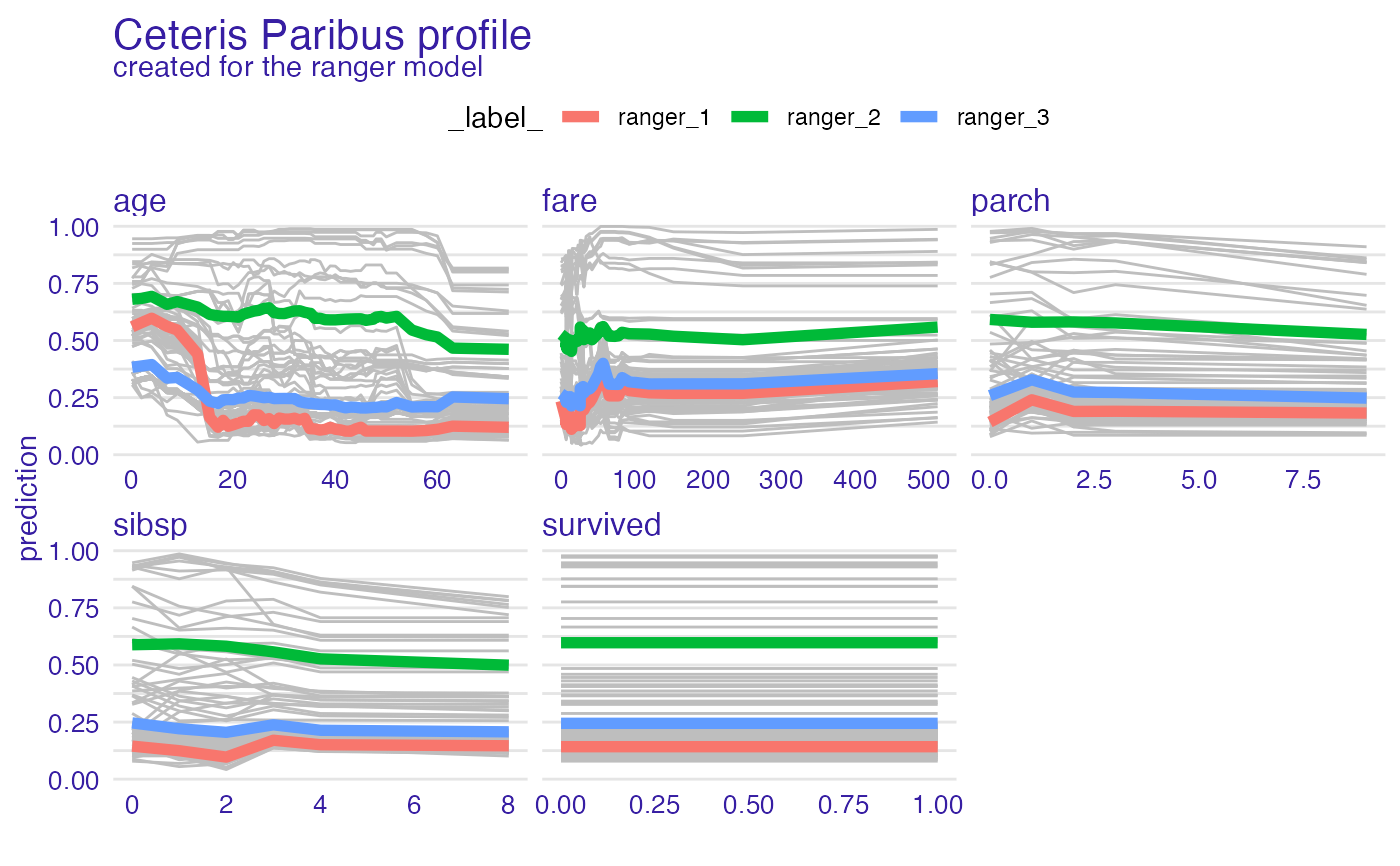 Ceteris Paribus profile
created for the ranger model
_label_ ranger_1 ranger_2 ranger_3
age fare parch
1.00
0.75
0.50
0.25
0.00
0 20 40 60 0 100 200 300 400 500 0.0 2.5 5.0 7.5
prediction
sibsp survived
1.00
0.75
0.50
0.25
0.00
0 2 4 6 8 0.00 0.25 0.50 0.75 1.00